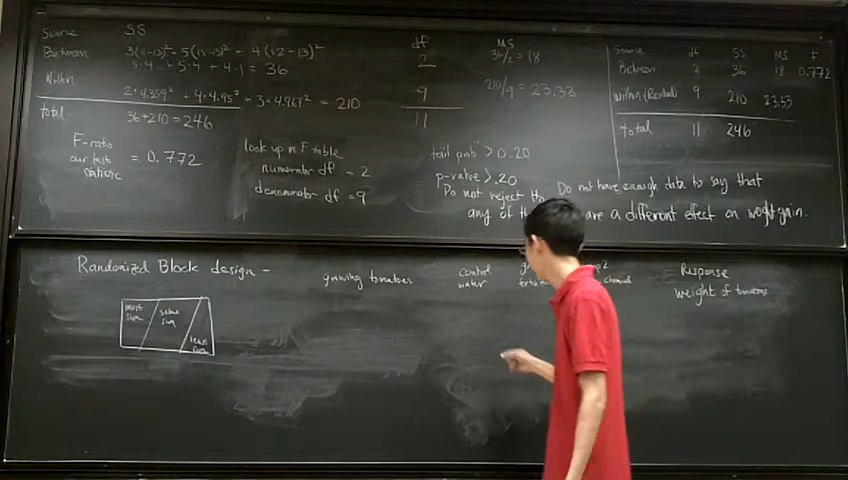 Source SS df MS
Between 3(11-13)² + 5(15-13)² + 4(12-13)² 2 36/2 = 18
3·4 + 5·4 + 4·1 = 36
Within
2·4.359² + 4·4.95² + 3·4.967² = 210 9 210/9 = 23.33
total 36+210 = 246 11
F-ratio
our test
statistic = 0.772
look up in F table
numerator df = 2
denominator df = 9
tail prob > 0.20
p-value > .20
Do not reject
any of
Source df SS MS F
Between 2 36 18 0.772
Within (Residual) 9 210 23.33
total 11 246
Do not have enough data to say that
are a different effect on weight gain.
Randomized Block design -
most
sun
some
sun
least
sun
growing tomatoes
control
water
Response
weight of tomatoes